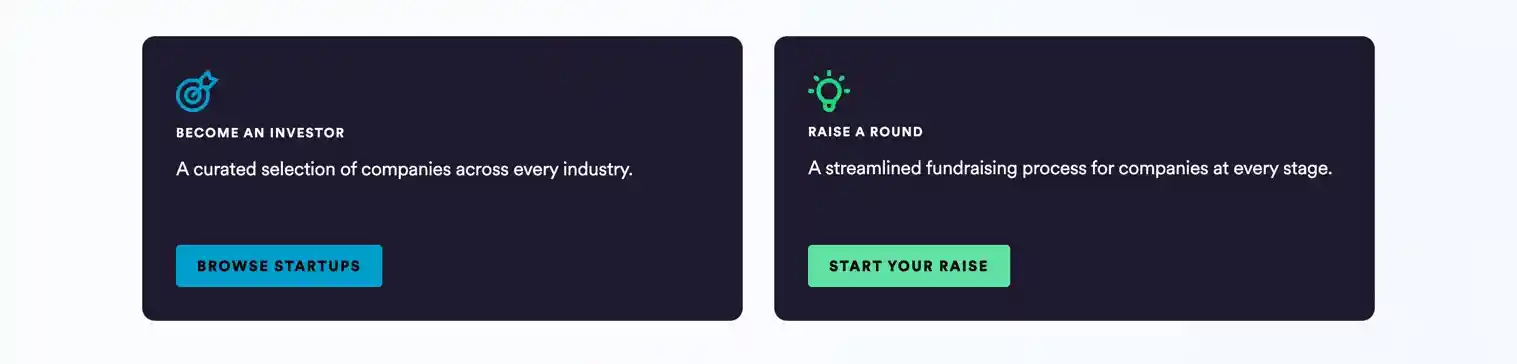 BECOME AN INVESTOR
A curated selection of companies across every industry.
BROWSE STARTUPS
RAISE A ROUND
A streamlined fundraising process for companies at every stage.
START YOUR RAISE